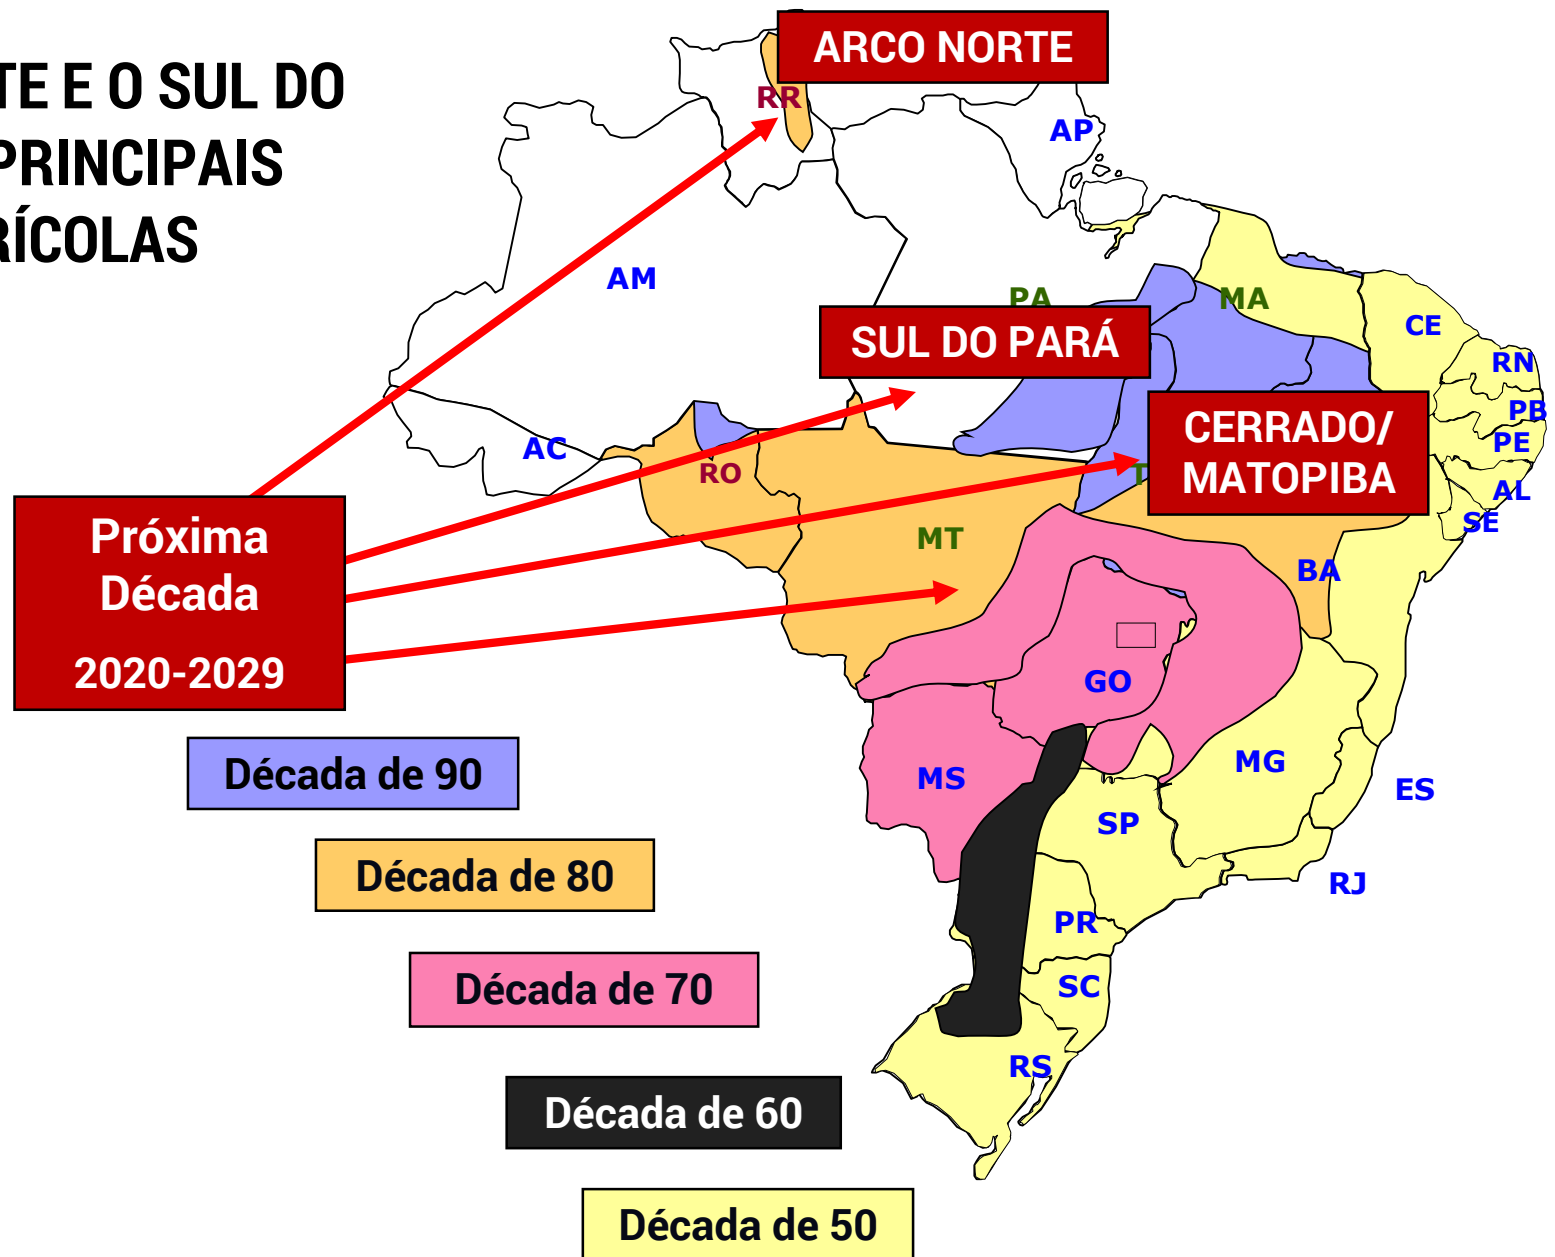 TE E O SUL DO
PRINCIPAIS
RÍCOLAS
ARCO NORTE
RR
AP
AM
PA
MA
SUL DO PARÁ
CE
RN
PB
PE
AL
SE
CERRADO/
MATOPIBA
T
AC
RO
MT
BA
Próxima
Década
2020-2029
GO
MS
MG
ES
SP
RJ
PR
SC
RS
Década de 90
Década de 80
Década de 70
Década de 60
Década de 50